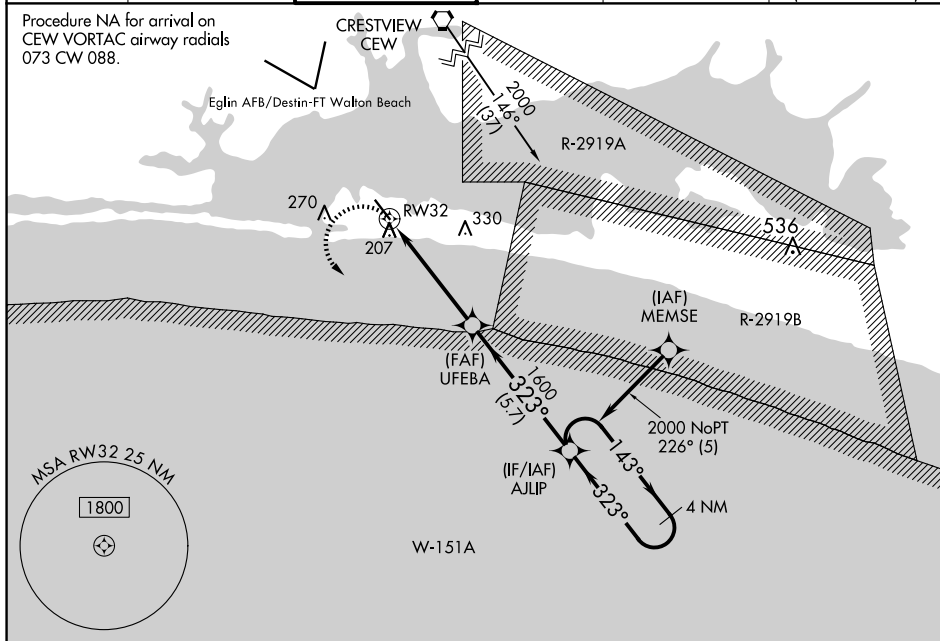 Procedure NA for arrival on
CEW VORTAC airway radials
073 CW 088.
CRESTVIEW
CEW
Eglin AFB/Destin-FT Walton Beach
2000
146°
(37)
R-2919A
270
RW32
330
207
536
(IAF)
MEMSE
R-2919B
(FAF)
UFEBA
1600
323°
(5.7)
2000 NoPT
226° (5)
(IF/IAF)
AJLIP
143°
323°
4 NM
MSA RW32 25 NM
1800
W-151A